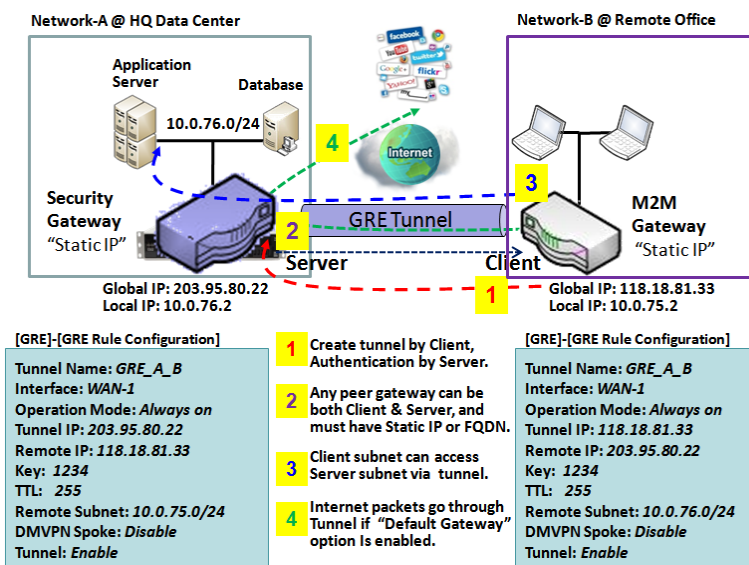 Network-A @ HQ Data Center
Network-B @ Remote Office
Application
Server
Database
10.0.76.0/24
facebook
YouTube
twitter
Google+
flickr
YAHOO!
Internet
4
3
Security
Gateway
"Static IP"
2
GRE Tunnel
M2M
Gateway
"Static IP"
Server
Client
1
Global IP: 203.95.80.22
Local IP: 10.0.76.2
Global IP: 118.18.81.33
Local IP: 10.0.75.2
[GRE]-[GRE Rule Configuration]
Tunnel Name: GRE_A_B
Interface: WAN-1
Operation Mode: Always on
Tunnel IP: 203.95.80.22
Remote IP: 118.18.81.33
Key: 1234
TTL: 255
Remote Subnet: 10.0.75.0/24
DMVPN Spoke: Disable
Tunnel: Enable
1 Create tunnel by Client,
Authentication by Server.
2 Any peer gateway can be
both Client & Server, and
must have Static IP or FQDN.
3 Client subnet can access
Server subnet via tunnel.
4 Internet packets go through
Tunnel if "Default Gateway"
option Is enabled.
[GRE]-[GRE Rule Configuration]
Tunnel Name: GRE_A_B
Interface: WAN-1
Operation Mode: Always on
Tunnel IP: 118.18.81.33
Remote IP: 203.95.80.22
Key: 1234
TTL: 255
Remote Subnet: 10.0.76.0/24
DMVPN Spoke: Disable
Tunnel: Enable